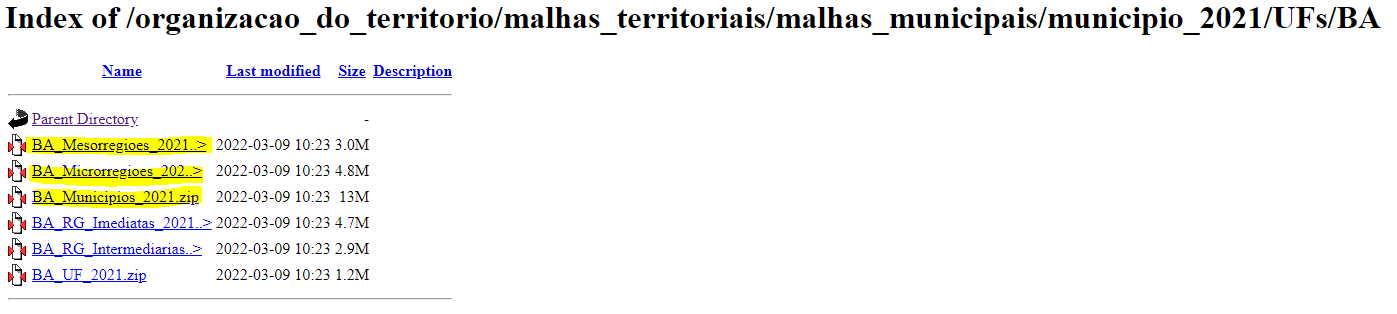 Index of /organizacao_do_territorio/malhas_territoriais/malhas_municipais/municipio_2021/UFs/BA
Name Last modified Size Description
Parent Directory -
BA_Mesorregioes_2021..> 2022-03-09 10:23 3.0M
BA_Microrregioes_202..> 2022-03-09 10:23 4.8M
BA_Municipios_2021.zip 2022-03-09 10:23 13M
BA_RG_Imediatas_2021..> 2022-03-09 10:23 4.7M
BA_RG_Intermediarias..> 2022-03-09 10:23 2.9M
BA_UF_2021.zip 2022-03-09 10:23 1.2M